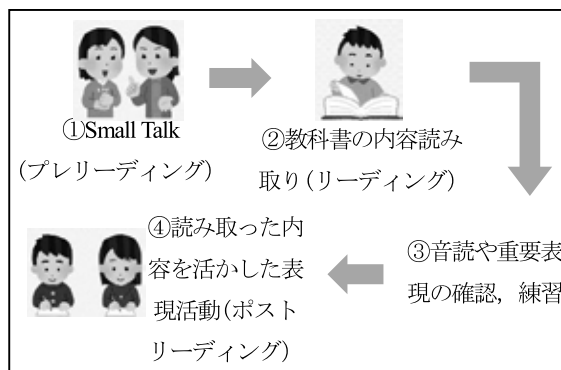 ①Small Talk
(プレリーディング)
②教科書の内容読み
取り(リーディング)
③音読や重要表
現の確認，練習
④読み取った内
容を活かした表
現活動(ポスト
リーディング)